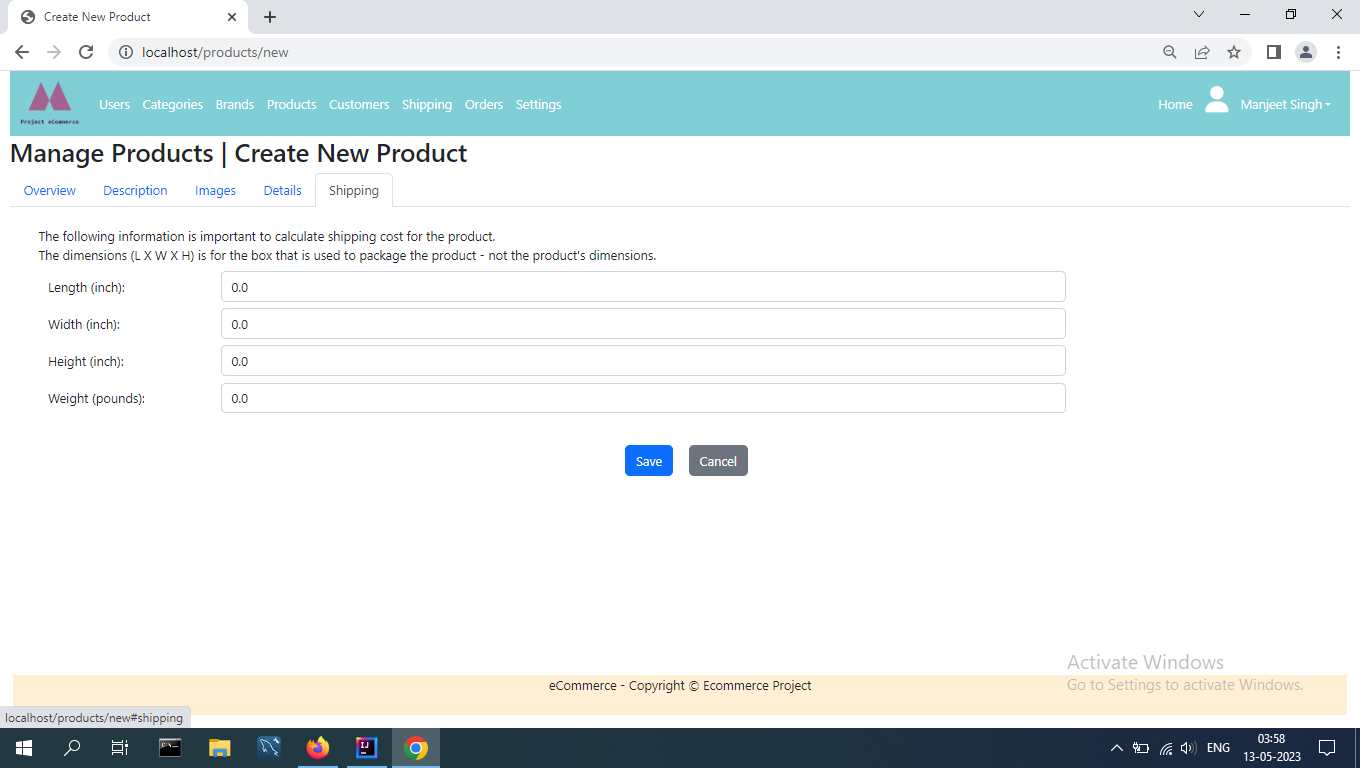 Create New Product
localhost/products/new
Project eCommerce
Users Categories Brands Products Customers Shipping Orders Settings
Home Manjeet Singh
Manage Products | Create New Product
Overview Description Images Details Shipping
The following information is important to calculate shipping cost for the product.
The dimensions (L X W X H) is for the box that is used to package the product - not the product's dimensions.
Length (inch): 0.0
Width (inch): 0.0
Height (inch): 0.0
Weight (pounds): 0.0
Save Cancel
Activate Windows
Go to Settings to activate Windows.
eCommerce - Copyright © Ecommerce Project
localhost/products/new#shipping
ENG
03:58
13-05-2023